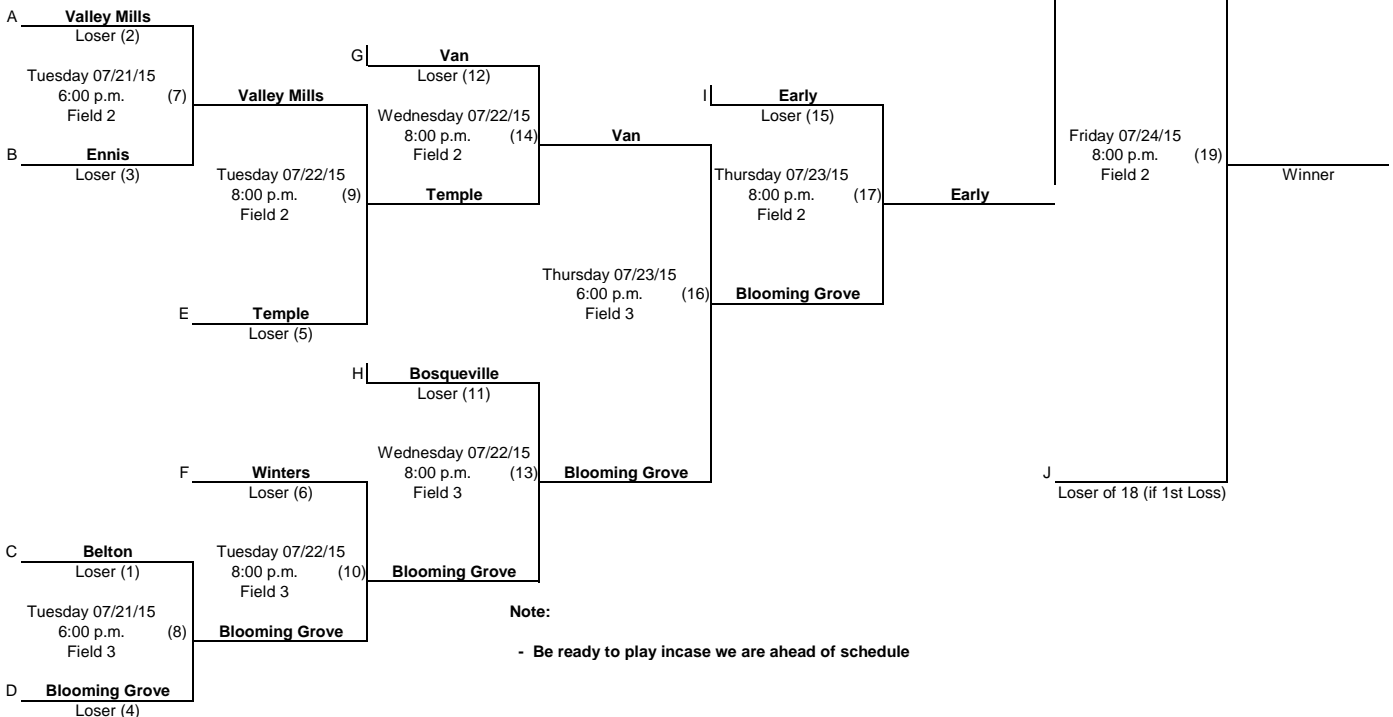 A Valley Mills
Loser (2)
Tuesday 07/21/15
6:00 p.m. (7)
Field 2
B Ennis
Loser (3)
Valley Mills
Tuesday 07/22/15
8:00 p.m. (9)
Field 2
E Temple
Loser (5)
G Van
Loser (12)
Wednesday 07/22/15
8:00 p.m. (14)
Field 2
Temple
Van
Thursday 07/23/15
6:00 p.m. (16)
Field 3
H Bosqueville
Loser (11)
Wednesday 07/22/15
8:00 p.m. (13)
Field 3
Blooming Grove
F Winters
Loser (6)
Tuesday 07/22/15
8:00 p.m. (10)
Field 3
Blooming Grove
C Belton
Loser (1)
Tuesday 07/21/15
6:00 p.m. (8)
Field 3
Blooming Grove
D Blooming Grove
Loser (4)
I Early
Loser (15)
Thursday 07/23/15
8:00 p.m. (17)
Field 2
Blooming Grove
Early
Friday 07/24/15
8:00 p.m. (19)
Field 2
Winner
J
Loser of 18 (if 1st Loss)
Note:
- Be ready to play incase we are ahead of schedule